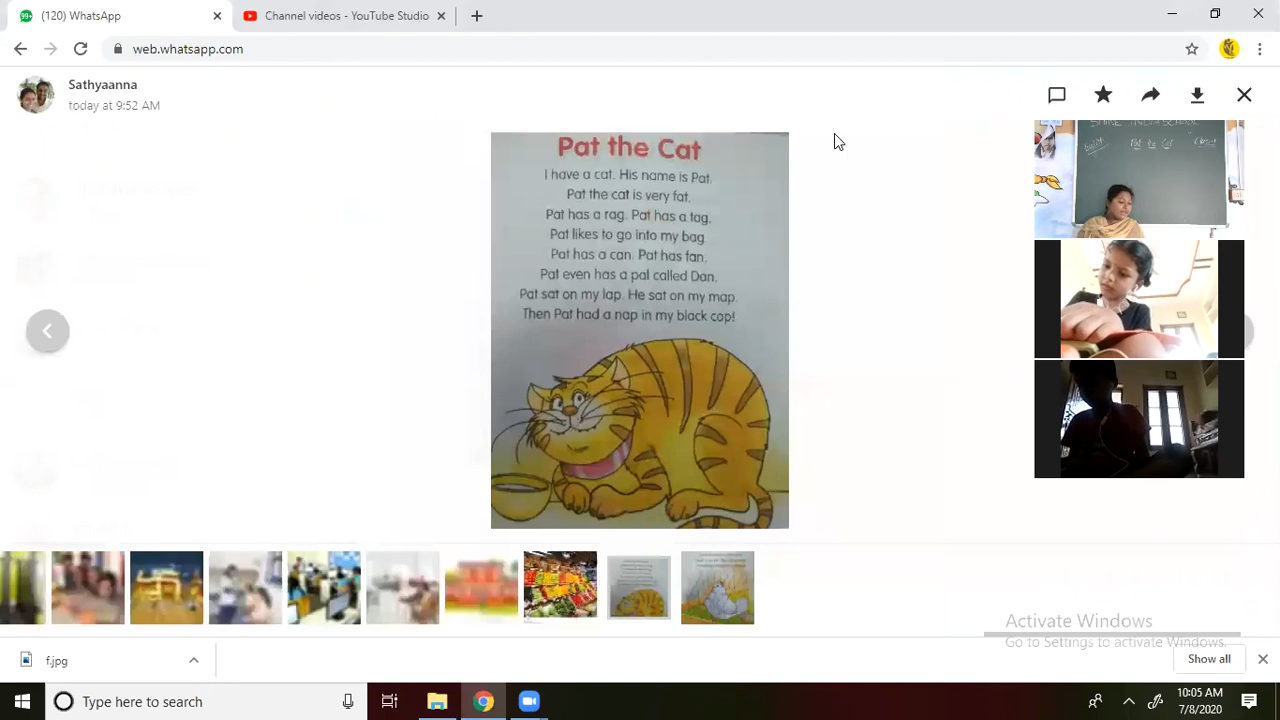 (120) WhatsApp
Channel videos - YouTube Studio
web.whatsapp.com
Sathyaanna
today at 9:52 AM
Pat the Cat
I have a cat. His name is Pat.
Pat the cat is very fat.
Pat has a rag. Pat has a tag.
Pat likes to go into my bag.
Pat has a can. Pat has fan.
Pat even has a pal called Dan.
Pat sat on my lap. He sat on my map.
Then Pat had a nap in my black cap!
Pat the Cat
Activate Windows
Go to Settings to activate Windows.
f.jpg
Show all
Type here to search
10:05 AM
7/8/2020